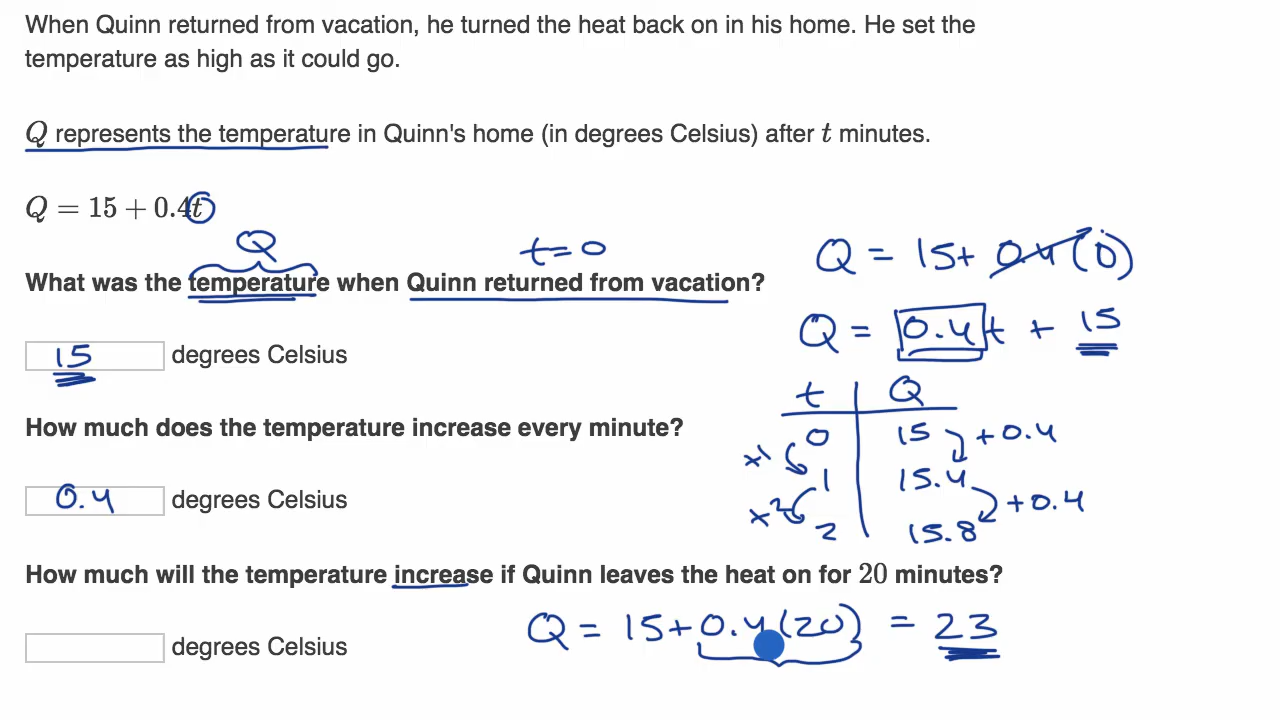 When Quinn returned from vacation, he turned the heat back on in his home. He set the
temperature as high as it could go.
Q represents the temperature in Quinn's home (in degrees Celsius) after t minutes.
Q = 15 + 0.4t
Q
t=0
Q = 15+ 0.4(0)
What was the temperature when Quinn returned from vacation?
Q = 0.4t + 15
15 degrees Celsius
t Q
0 15 +0.4
How much does the temperature increase every minute?
x1
1 15.4
0.4 degrees Celsius
+0.4
x2
2 15.8
How much will the temperature increase if Quinn leaves the heat on for 20 minutes?
Q = 15+0.4(20) = 23
degrees Celsius